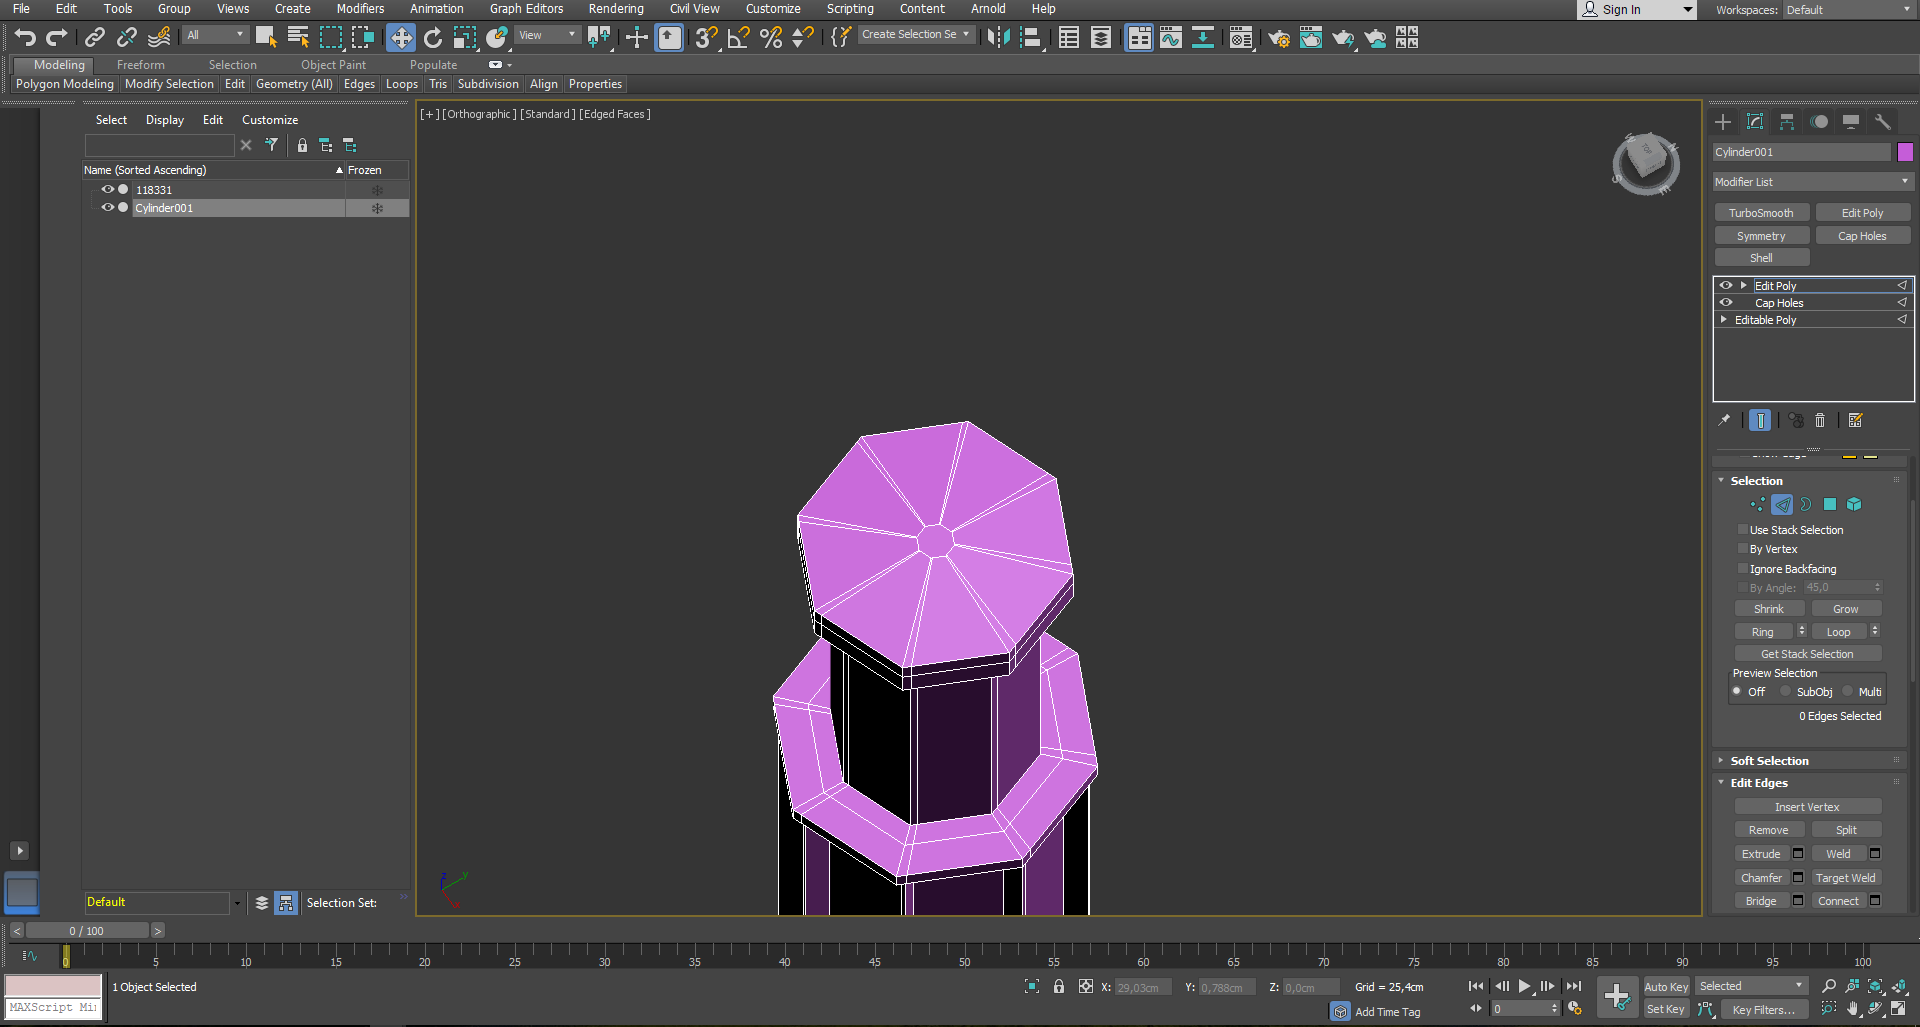 File Edit Tools Group Views Create Modifiers Animation Graph Editors Rendering Civil View Customize Scripting Content Arnold Help Sign In Workspaces: Default
All View Create Selection Se
Modeling Freeform Selection Object Paint Populate
Polygon Modeling Modify Selection Edit Geometry (All) Edges Loops Tris Subdivision Align Properties
Select Display Edit Customize
Name (Sorted Ascending) Frozen
118331
Cylinder001
Default Selection Set:
[+] [Orthographic] [Standard] [Edged Faces]
TOP
W N S E
z y
Cylinder001
Modifier List
TurboSmooth Edit Poly
Symmetry Cap Holes
Shell
Edit Poly
Cap Holes
Editable Poly
Selection
Use Stack Selection
By Vertex
Ignore Backfacing
By Angle: 45,0
Shrink Grow
Ring Loop
Get Stack Selection
Preview Selection
Off SubObj Multi
0 Edges Selected
Soft Selection
Edit Edges
Insert Vertex
Remove Split
Extrude Weld
Chamfer Target Weld
Bridge Connect
< 0 / 100 >
0 5 10 15 20 25 30 35 40 45 50 55 60 65 70 75 80 85 90 95 100
1 Object Selected X: 29,03cm Y: 0,788cm Z: 0,0cm Grid = 25,4cm Auto Key Selected
MAXScript Mi Add Time Tag 0 Set Key Key Filters...